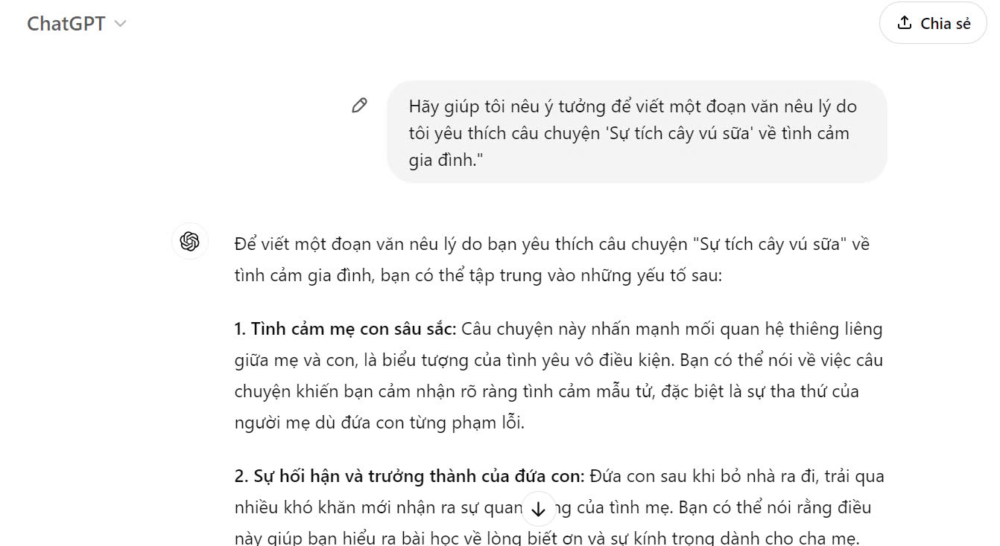 ChatGPT
Chia sẻ
Hãy giúp tôi nêu ý tưởng để viết một đoạn văn nêu lý do
tôi yêu thích câu chuyện 'Sự tích cây vú sữa' về tình cảm
gia đình."
Để viết một đoạn văn nêu lý do bạn yêu thích câu chuyện "Sự tích cây vú sữa" về
tình cảm gia đình, bạn có thể tập trung vào những yếu tố sau:
1. Tình cảm mẹ con sâu sắc: Câu chuyện này nhấn mạnh mối quan hệ thiêng liêng
giữa mẹ và con, là biểu tượng của tình yêu vô điều kiện. Bạn có thể nói về việc câu
chuyện khiến bạn cảm nhận rõ ràng tình cảm mẫu tử, đặc biệt là sự tha thứ của
người mẹ dù đứa con từng phạm lỗi.
2. Sự hối hận và trưởng thành của đứa con: Đứa con sau khi bỏ nhà ra đi, trải qua
nhiều khó khăn mới nhận ra sự quan của tình mẹ. Bạn có thể nói rằng điều
này giúp bạn hiểu ra bài học về lòng biết ơn và sự kính trọng dành cho cha mẹ.